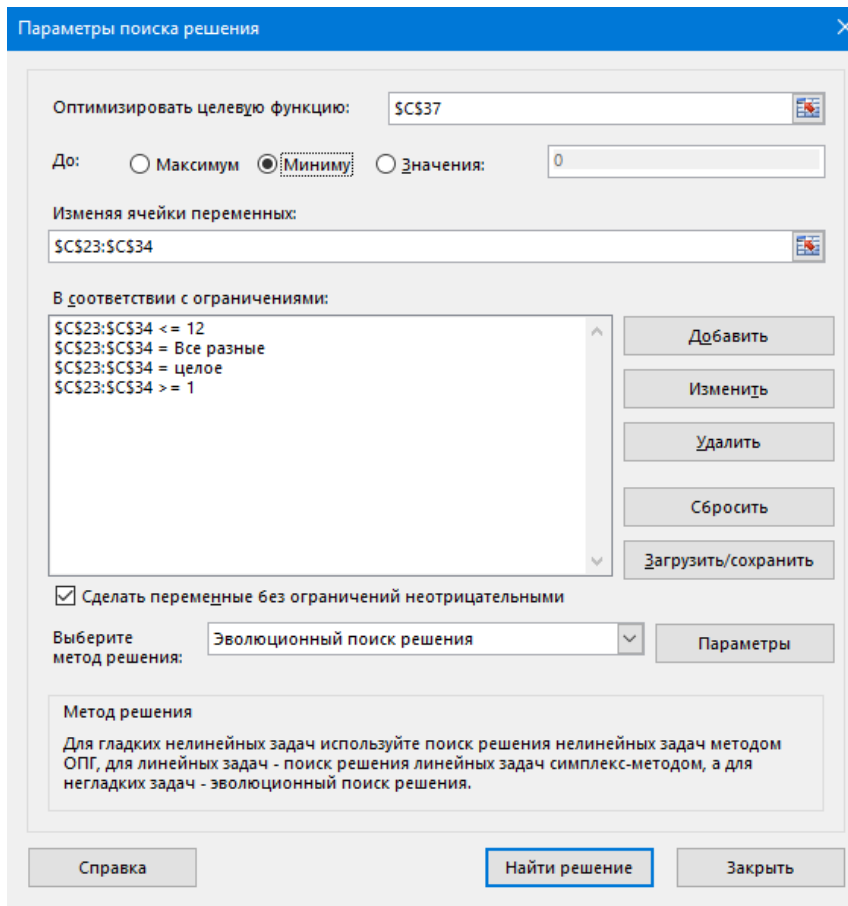 Параметры поиска решения
Оптимизировать целевую функцию: $C$37
До: Максимум Миниму Значения: 0
Изменяя ячейки переменных:
$C$23:$C$34
В соответствии с ограничениями:
$C$23:$C$34 <= 12
$C$23:$C$34 = Все разные
$C$23:$C$34 = целое
$C$23:$C$34 >= 1
Добавить
Изменить
Удалить
Сбросить
Загрузить/сохранить
Сделать переменные без ограничений неотрицательными
Выберите
метод решения:
Эволюционный поиск решения
Параметры
Метод решения
Для гладких нелинейных задач используйте поиск решения нелинейных задач методом
ОПГ, для линейных задач - поиск решения линейных задач симплекс-методом, а для
негладких задач - эволюционный поиск решения.
Справка Найти решение Закрыть